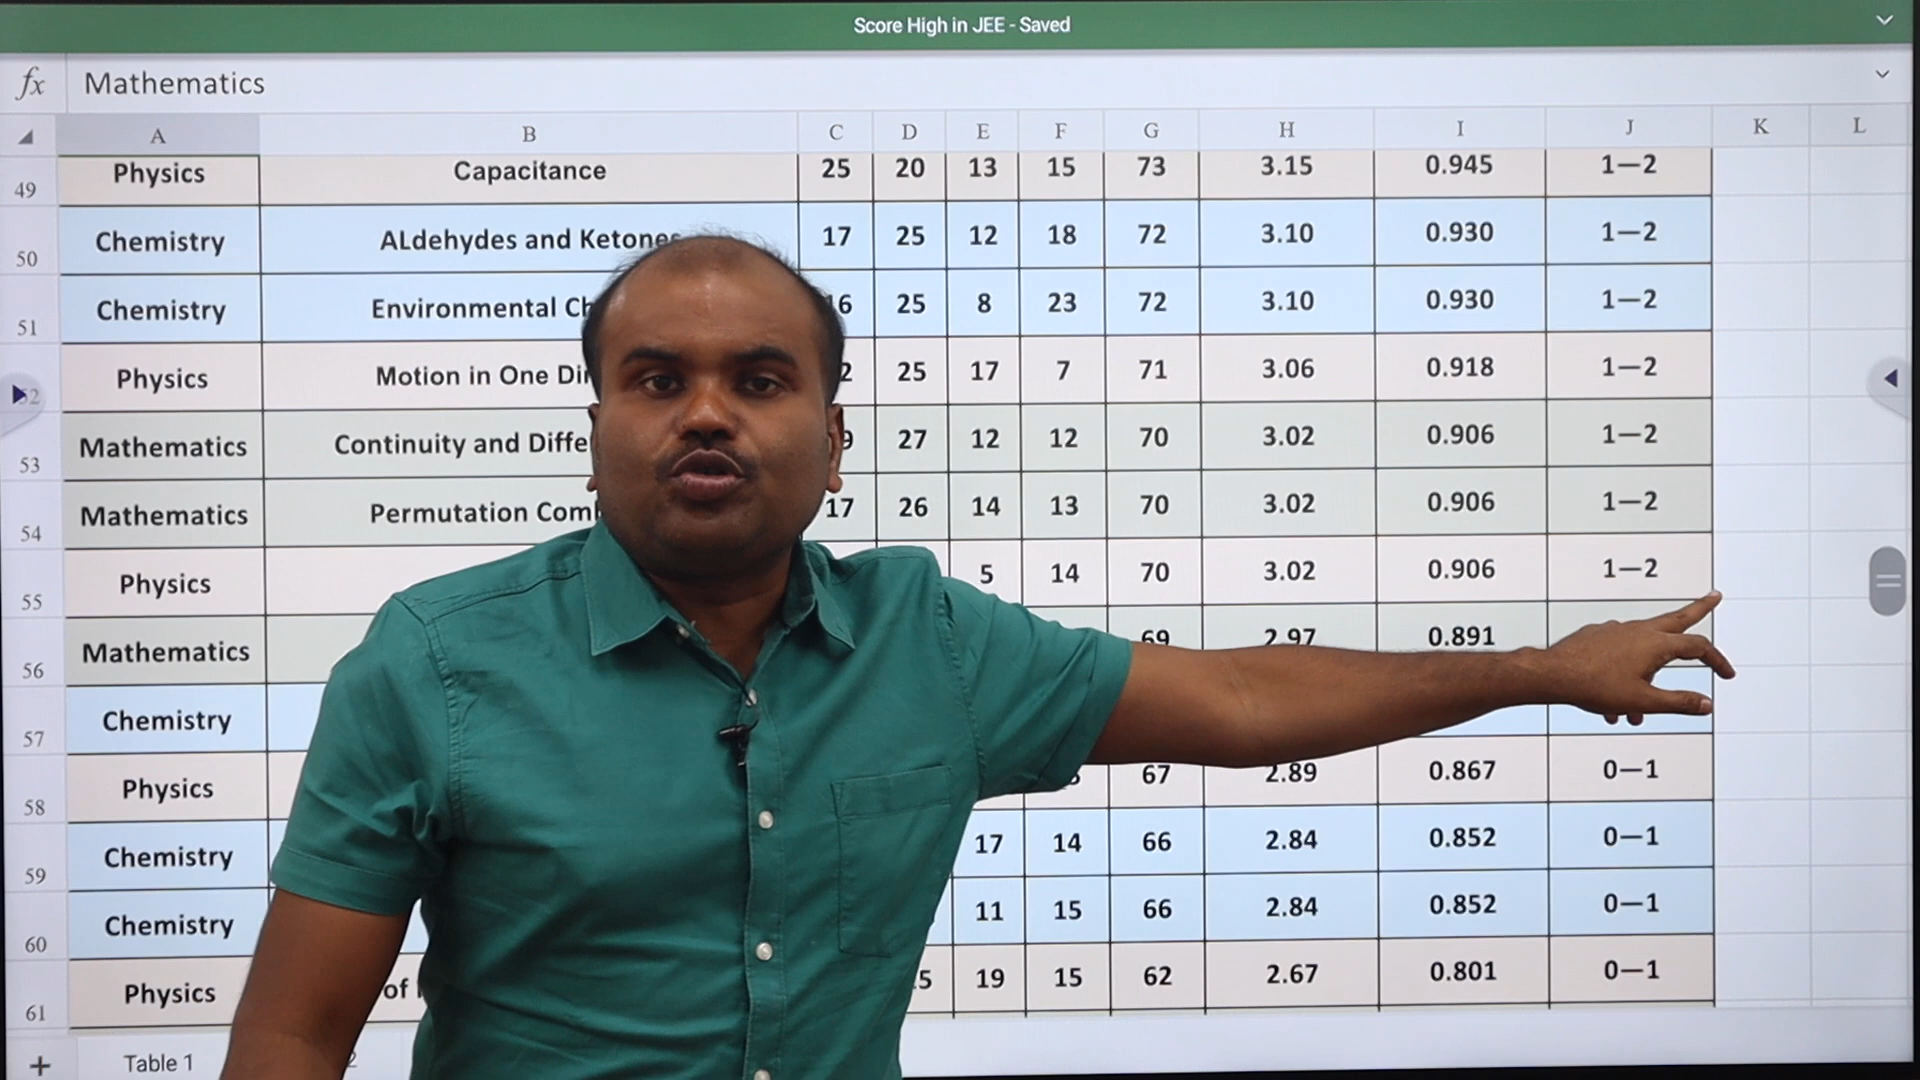 Score High in JEE - Saved
fx Mathematics
A B C D E F G H I J K L
49 Physics Capacitance 25 20 13 15 73 3.15 0.945 1—2
50 Chemistry ALdehydes and Ketones 17 25 12 18 72 3.10 0.930 1—2
51 Chemistry Environmental 25 8 23 72 3.10 0.930 1—2
52 Physics Motion in One 25 17 7 71 3.06 0.918 1—2
53 Mathematics Continuity and 27 12 12 70 3.02 0.906 1—2
54 Mathematics Permutation 17 26 14 13 70 3.02 0.906 1—2
55 Physics 5 14 70 3.02 0.906 1—2
56 Mathematics 69 2.97 0.891
57 Chemistry
58 Physics 67 2.89 0.867 0—1
59 Chemistry 17 14 66 2.84 0.852 0—1
60 Chemistry 11 15 66 2.84 0.852 0—1
61 Physics of 19 15 62 2.67 0.801 0—1
+ Table 1